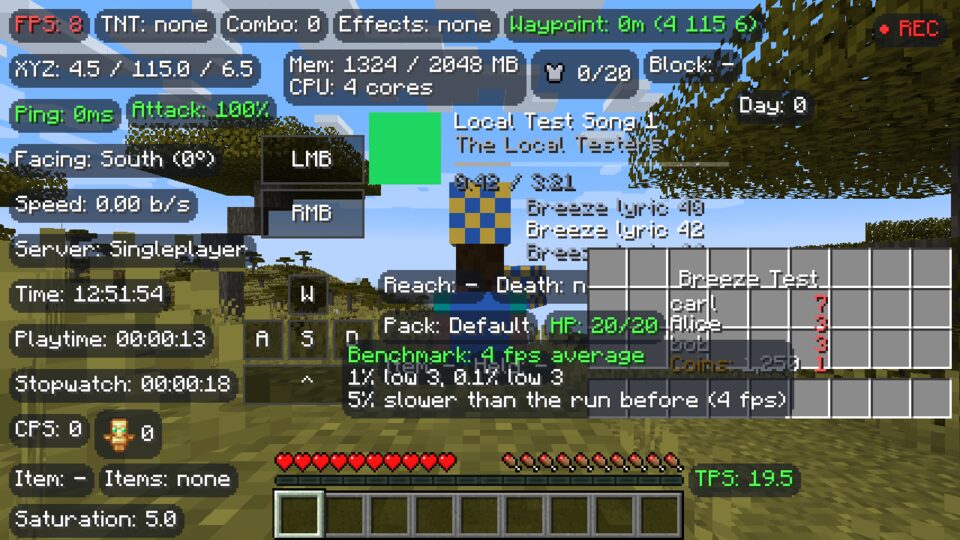 FPS: 8 TNT: none Combo: 0 Effects: none Waypoint: 0m (4 115 6) REC
XYZ: 4.5 / 115.0 / 6.5
Mem: 1324 / 2048 MB
CPU: 4 cores
0/20
Block: -
Ping: 0ms
Attack: 100%
Day: 0
Local Test Song 1
The Local Testers
0:42 / 3:21
Facing: South (0°)
LMB
Speed: 0.00 b/s
RMB
Breeze lyric 40
Breeze lyric 42
Breeze lyric
Server: Singleplayer
Time: 12:51:54
W
Reach: - Death:
Breeze Test
carl 7
Alice 3
bob 3
Coins: 1,250 1
Playtime: 00:00:13
A S D
Pack: Default HP: 20/20
Benchmark: 4 fps average
1% low 3, 0.1% low 3
5% slower than the run before (4 fps)
Stopwatch: 00:00:18
^
CPS: 0
0
Item: - Items: none
TPS: 19.5
Saturation: 5.0